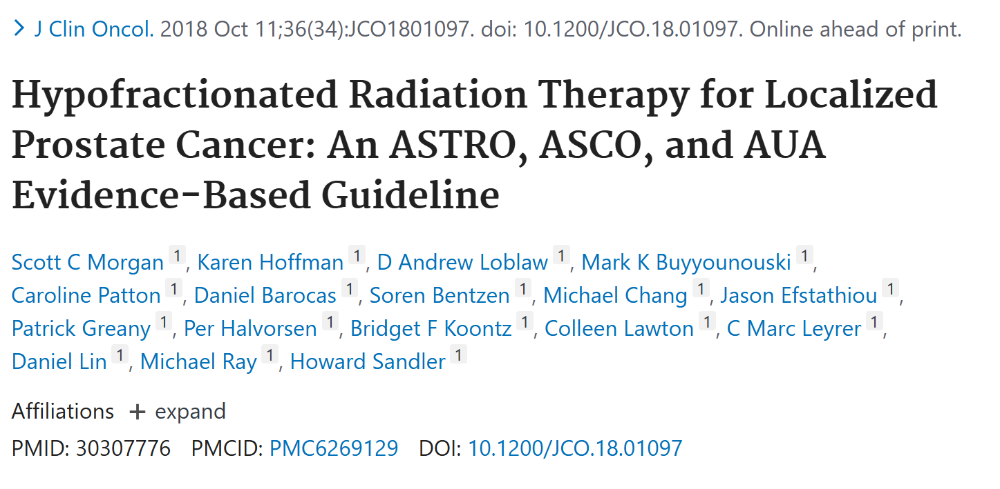 > J Clin Oncol. 2018 Oct 11;36(34):JCO1801097. doi: 10.1200/JCO.18.01097. Online ahead of print.
Hypofractionated Radiation Therapy for Localized
Prostate Cancer: An ASTRO, ASCO, and AUA
Evidence-Based Guideline
Scott C Morgan 1, Karen Hoffman 1, D Andrew Loblaw 1, Mark K Buyyounouski 1,
Caroline Patton 1, Daniel Barocas 1, Soren Bentzen 1, Michael Chang 1, Jason Efstathiou 1,
Patrick Greany 1, Per Halvorsen 1, Bridget F Koontz 1, Colleen Lawton 1, C Marc Leyrer 1,
Daniel Lin 1, Michael Ray 1, Howard Sandler 1
Affiliations + expand
PMID: 30307776 PMCID: PMC6269129 DOI: 10.1200/JCO.18.01097